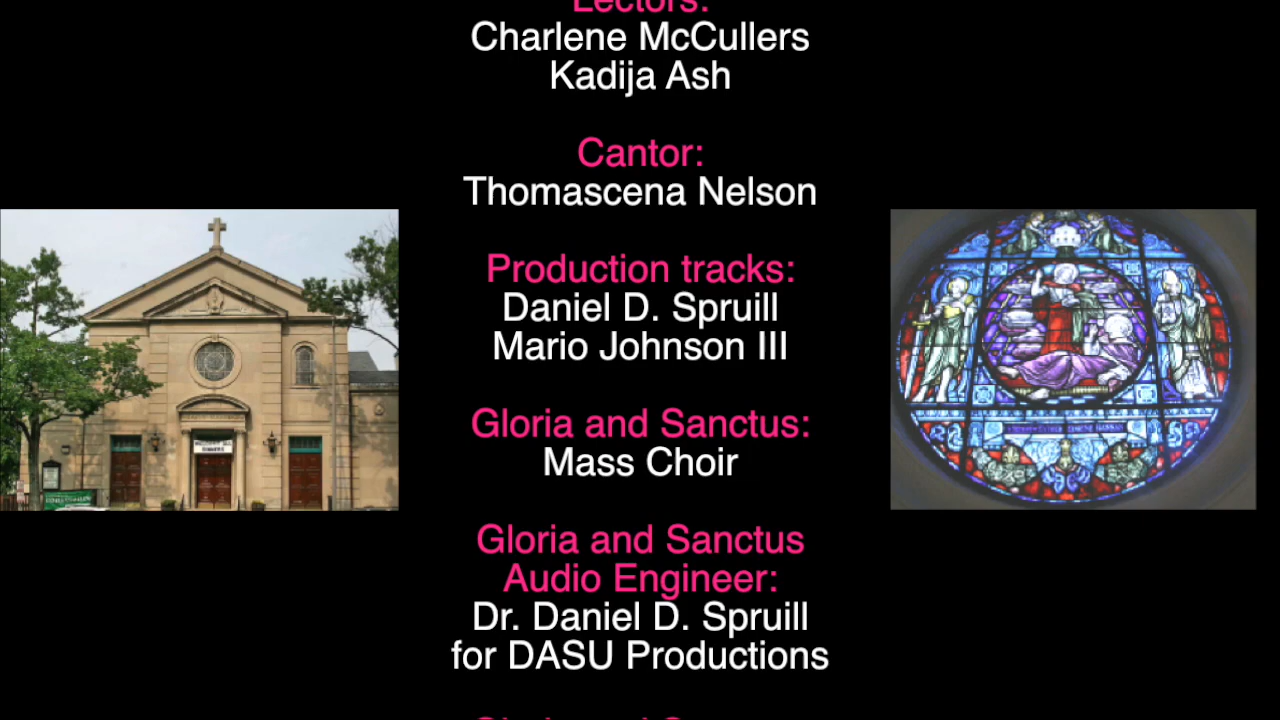 Lectors:
Charlene McCullers
Kadija Ash
Cantor:
Thomascena Nelson
Production tracks:
Daniel D. Spruill
Mario Johnson III
Gloria and Sanctus:
Mass Choir
Gloria and Sanctus
Audio Engineer:
Dr. Daniel D. Spruill
for DASU Productions